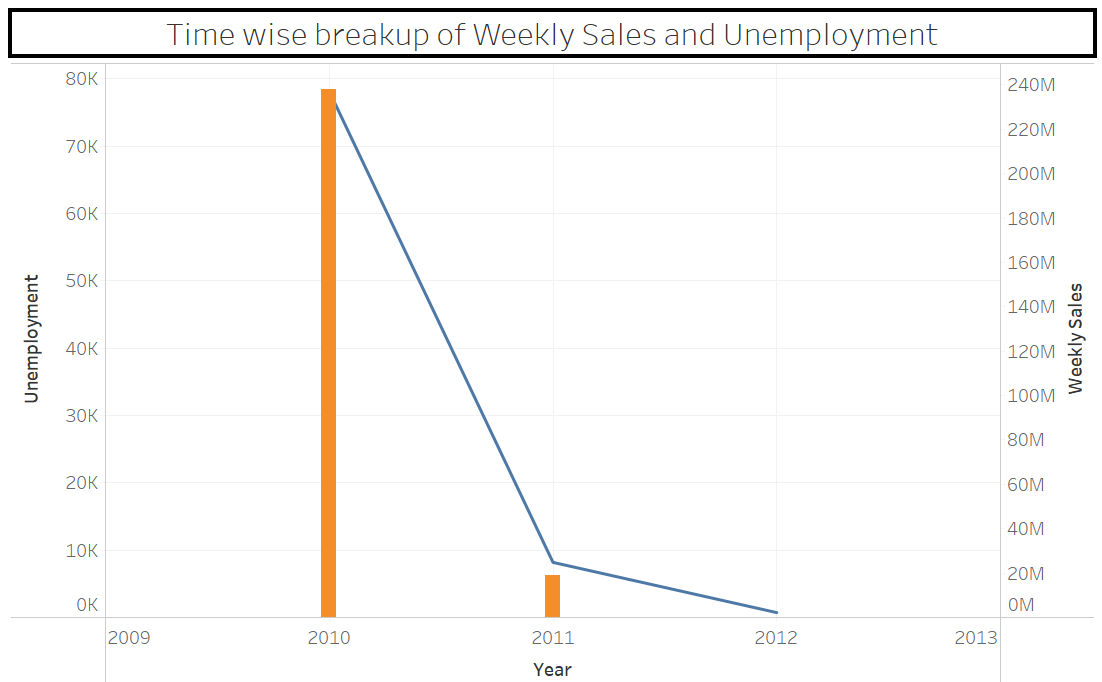 Time wise breakup of Weekly Sales and Unemployment
80K
70K
60K
50K
40K
30K
20K
10K
0K
Unemployment
240M
220M
200M
180M
160M
140M
120M
100M
80M
60M
40M
20M
0M
Weekly Sales
2009 2010 2011 2012 2013
Year